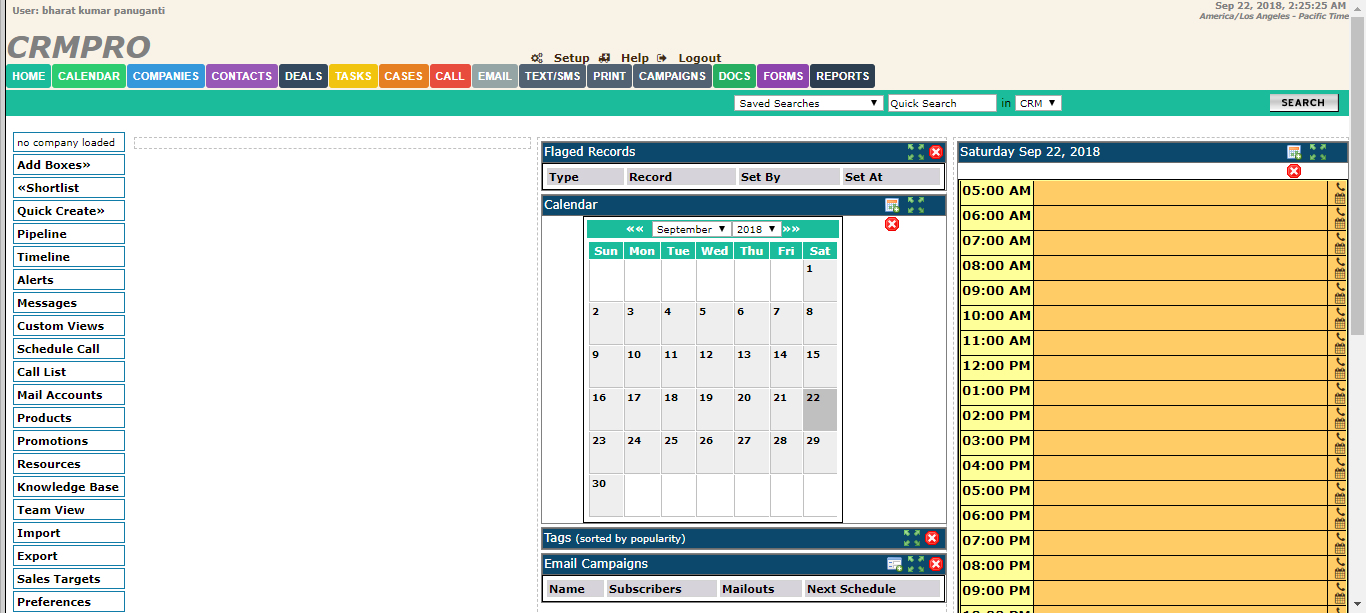 User: bharat kumar panuganti
Sep 22, 2018, 2:25:25 AM
America/Los Angeles - Pacific Time
CRMPRO
Setup Help Logout
HOME CALENDAR COMPANIES CONTACTS DEALS TASKS CASES CALL EMAIL TEXT/SMS PRINT CAMPAIGNS DOCS FORMS REPORTS
Saved Searches Quick Search in CRM SEARCH
no company loaded
Add Boxes»
«Shortlist
Quick Create»
Pipeline
Timeline
Alerts
Messages
Custom Views
Schedule Call
Call List
Mail Accounts
Products
Promotions
Resources
Knowledge Base
Team View
Import
Export
Sales Targets
Preferences
Flaged Records
Type Record Set By Set At
Calendar
«« September 2018 »»
Sun Mon Tue Wed Thu Fri Sat
1
2 3 4 5 6 7 8
9 10 11 12 13 14 15
16 17 18 19 20 21 22
23 24 25 26 27 28 29
30
Tags (sorted by popularity)
Email Campaigns
Name Subscribers Mailouts Next Schedule
Saturday Sep 22, 2018
05:00 AM
06:00 AM
07:00 AM
08:00 AM
09:00 AM
10:00 AM
11:00 AM
12:00 PM
01:00 PM
02:00 PM
03:00 PM
04:00 PM
05:00 PM
06:00 PM
07:00 PM
08:00 PM
09:00 PM